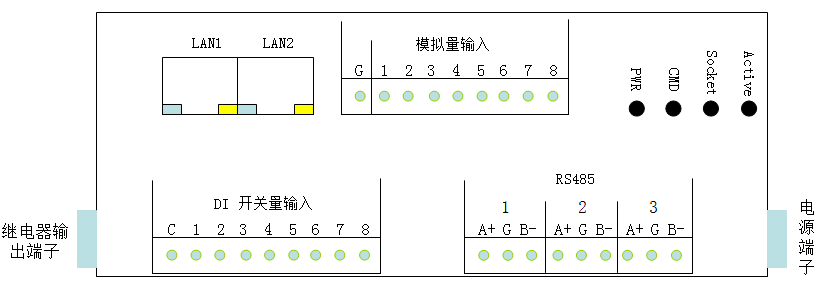 LAN1 LAN2
模拟量输入
G 1 2 3 4 5 6 7 8
PWR
CMD
Socket
Active
DI 开关量输入
C 1 2 3 4 5 6 7 8
RS485
1 2 3
A+ G B- A+ G B- A+ G B-
继电器输
出端子
电
源
端
子